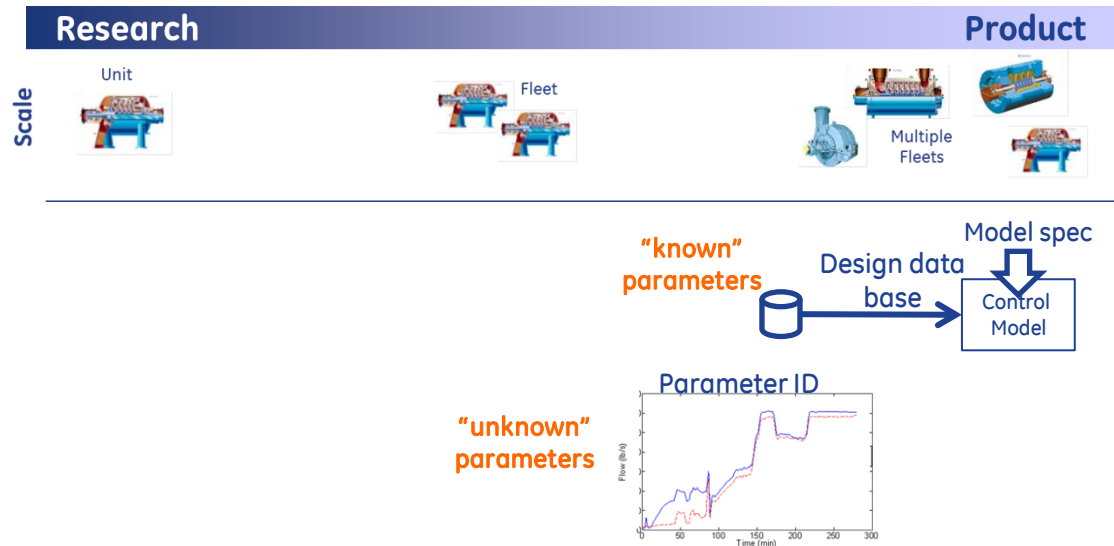 Research
Product
Scale
Unit
Fleet
Multiple
Fleets
"known"
parameters
Design data
base
Model spec
Control
Model
Parameter ID
"unknown"
parameters
Flow (lb/s)
0 50 100 150 200 250 300
Time (min)